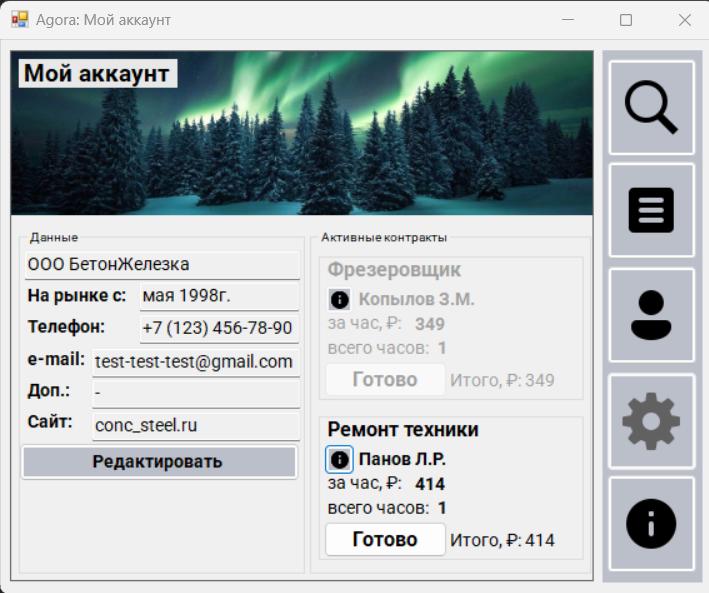 Agora: Мой аккаунт
Мой аккаунт
Данные
ООО БетонЖелезка
На рынке с: мая 1998г.
Телефон: +7 (123) 456-78-90
e-mail: test-test-test@gmail.com
Доп.: -
Сайт: conc_steel.ru
Редактировать
Активные контракты
Фрезеровщик
Копылов З.М.
за час, ₽: 349
всего часов: 1
Готово Итого, ₽: 349
Ремонт техники
Панов Л.Р.
за час, ₽: 414
всего часов: 1
Готово Итого, ₽: 414